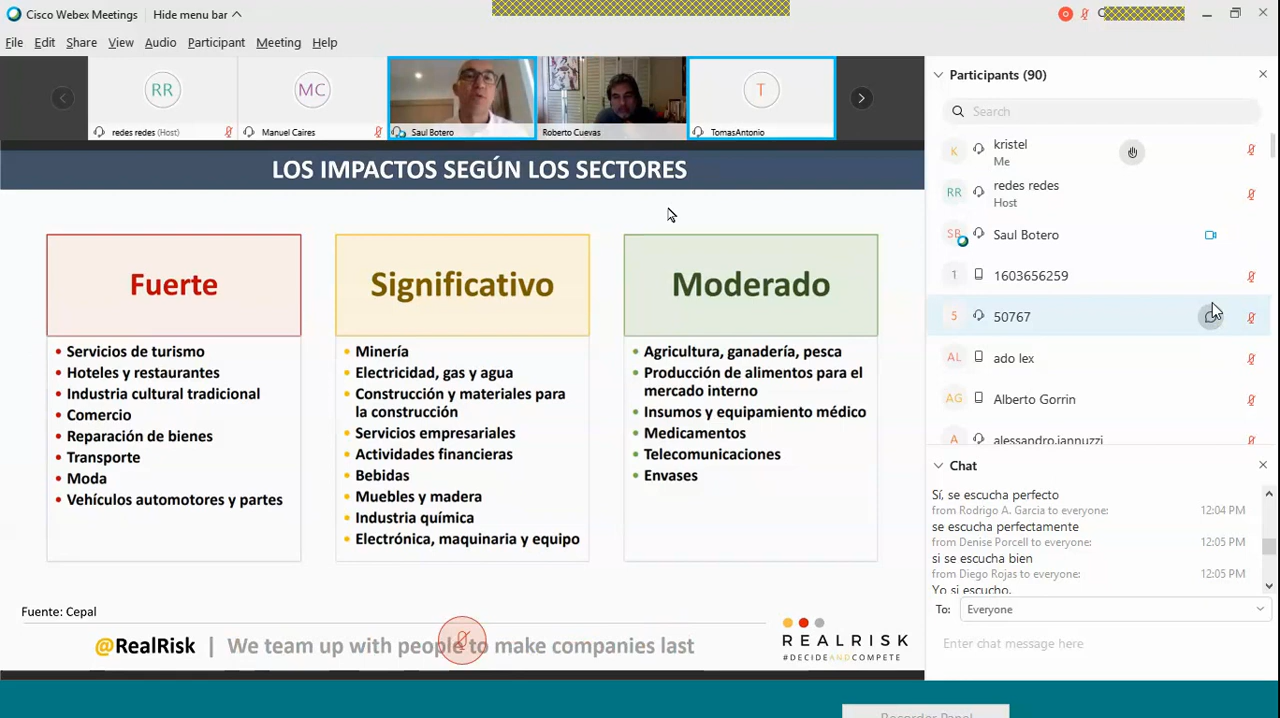 Cisco Webex Meetings
Hide menu bar
File Edit Share View Audio Participant Meeting Help
RR
redes redes (Host)
MC
Manuel Caires
Saul Botero
Roberto Cuevas
T
TomasAntonio
LOS IMPACTOS SEGÚN LOS SECTORES
Fuerte
• Servicios de turismo
• Hoteles y restaurantes
• Industria cultural tradicional
• Comercio
• Reparación de bienes
• Transporte
• Moda
• Vehículos automotores y partes
Significativo
• Minería
• Electricidad, gas y agua
• Construcción y materiales para
la construcción
• Servicios empresariales
• Actividades financieras
• Bebidas
• Muebles y madera
• Industria química
• Electrónica, maquinaria y equipo
Moderado
• Agricultura, ganadería, pesca
• Producción de alimentos para el
mercado interno
• Insumos y equipamiento médico
• Medicamentos
• Telecomunicaciones
• Envases
Fuente: Cepal
@RealRisk | We team up with people to make companies last
REALRISK
#DECIDEANDCOMPETE
Participants (90)
Search
K kristel
Me
RR redes redes
Host
SB Saul Botero
1 1603656259
5 50767
AL ado lex
AG Alberto Gorrin
A alessandro.iannuzzi
Chat
Sí, se escucha perfecto
from Rodrigo A. Garcia to everyone: 12:04 PM
se escucha perfectamente
from Denise Porcell to everyone: 12:05 PM
si se escucha bien
from Diego Rojas to everyone: 12:05 PM
Yo si escucho.
To: Everyone
Enter chat message here
Recorder Panel